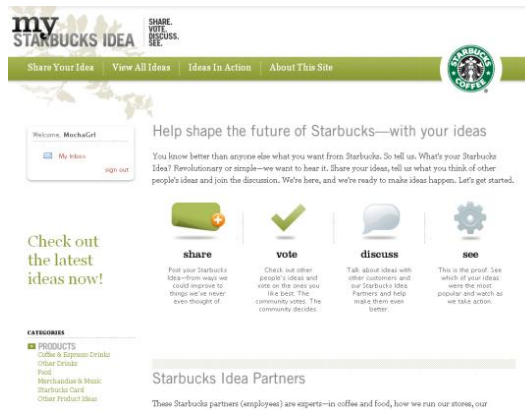 my
STARBUCKS IDEA
SHARE.
VOTE.
DISCUSS.
SEE.
Share Your Idea
View All Ideas
Ideas In Action
About This Site
STARBUCKS
COFFEE
Welcome, MochaGrl
My Inbox
sign out
Help shape the future of Starbucks—with your ideas
You know better than anyone else what you want from Starbucks. So tell us. What's your Starbucks
Idea? Revolutionary or simple—we want to hear it. Share your ideas, tell us what you think of other
people's ideas and join the discussion. We're here, and we're ready to make ideas happen. Let's get started.
Check out
the latest
ideas now!
share
Post your Starbucks
Idea—from ways we
could improve to
things we've never
even thought of.
vote
Check out other
people's ideas and
vote on the ones you
like best. The
community votes. The
community decides.
discuss
Talk about ideas with
other customers and
our Starbucks Idea
Partners and help
make them even
better.
see
This is the proof. See
which of your ideas
were the most
popular and watch as
we take action.
CATEGORIES
PRODUCTS
Coffee & Espresso Drinks
Other Drinks
Food
Merchandise & Music
Starbucks Card
Other Product Ideas
Starbucks Idea Partners
These Starbucks partners (employees) are experts—in coffee and food, how we run our stores, our